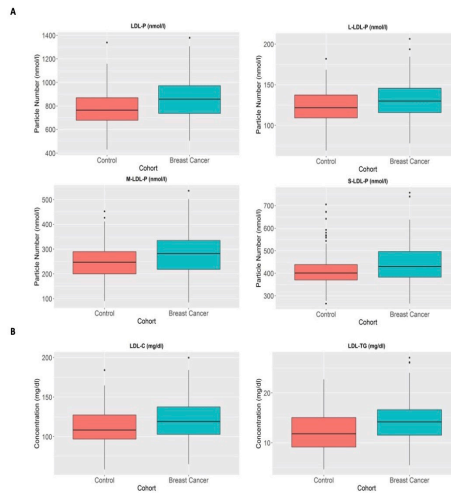 A
LDL-P (nmol/l)
Particle Number (nmol/l)
1400
1200
1000
800
600
400
Control
Breast Cancer
Cohort
L-LDL-P (nmol/l)
Particle Number (nmol/l)
200
150
100
Control
Breast Cancer
Cohort
M-LDL-P (nmol/l)
Particle Number (nmol/l)
500
400
300
200
100
Control
Breast Cancer
Cohort
S-LDL-P (nmol/l)
Particle Number (nmol/l)
700
600
500
400
300
Control
Breast Cancer
Cohort
B
LDL-C (mg/dl)
Concentration (mg/dl)
200
150
100
Control
Breast Cancer
Cohort
LDL-TG (mg/dl)
Concentration (mg/dl)
20
10
Control
Breast Cancer
Cohort